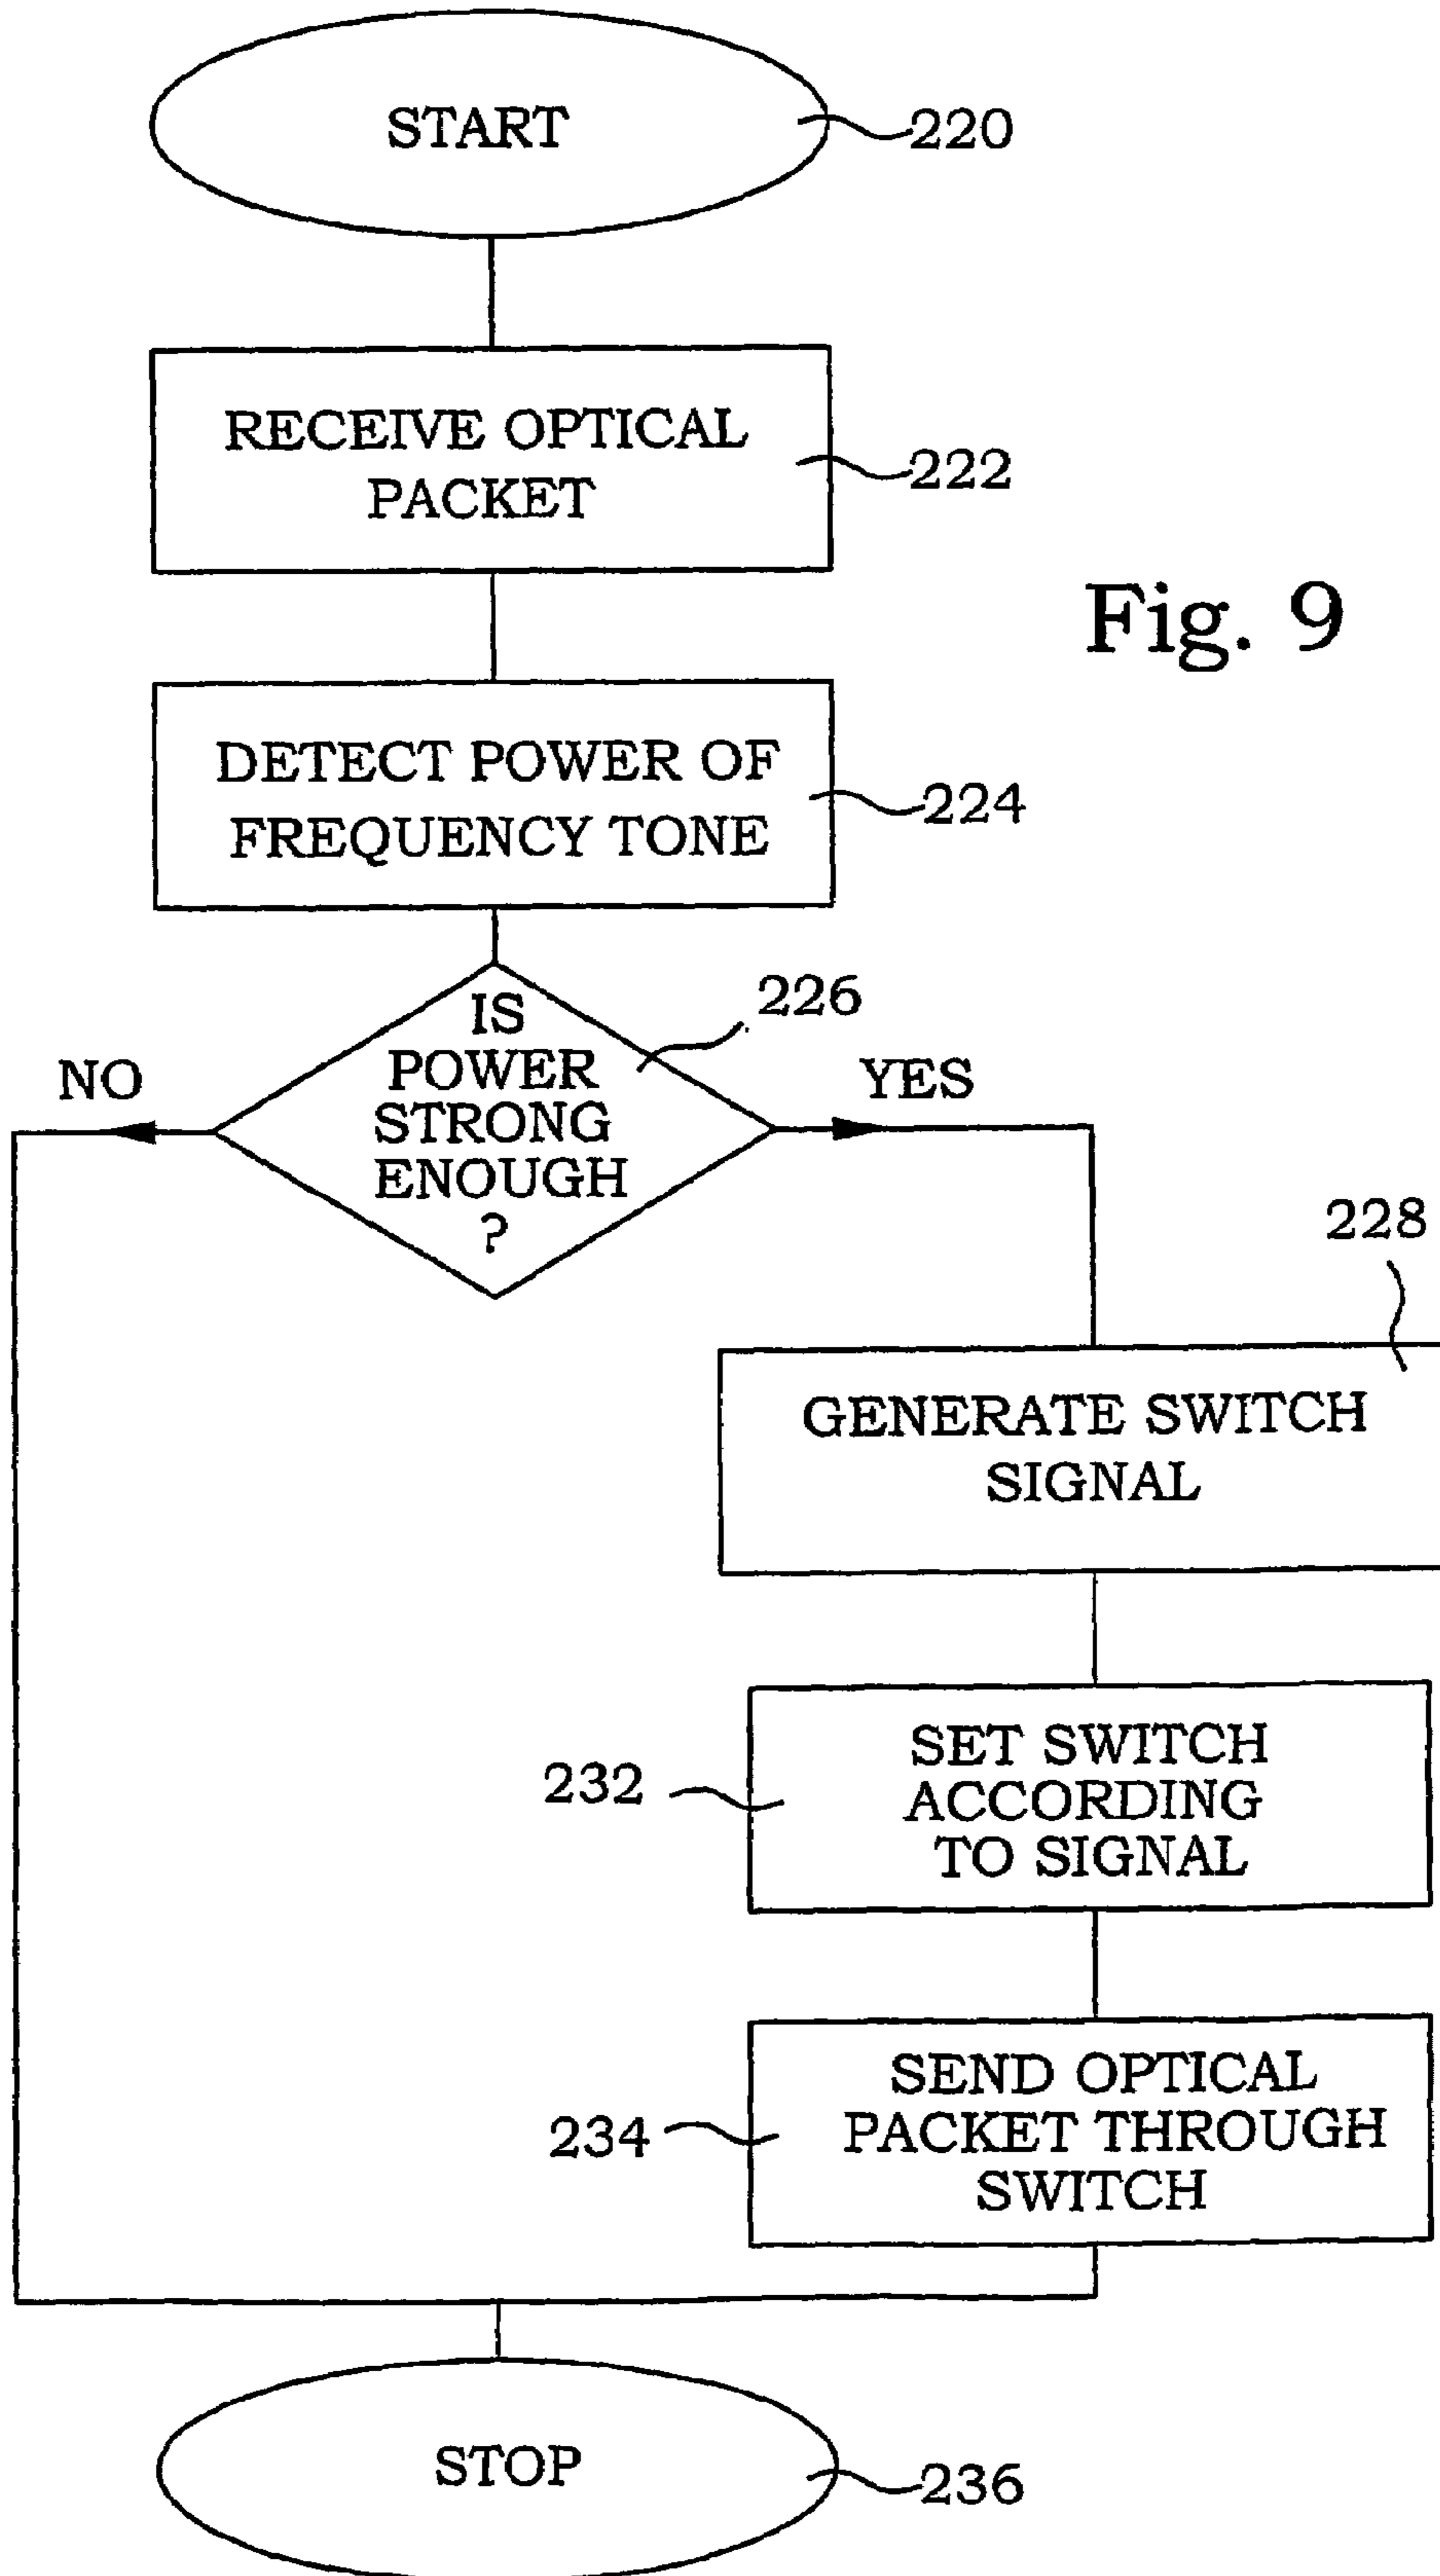 START
220
RECEIVE OPTICAL
PACKET
222
Fig. 9
DETECT POWER OF
FREQUENCY TONE
224
IS
POWER
STRONG
ENOUGH
?
226
NO
YES
228
GENERATE SWITCH
SIGNAL
SET SWITCH
ACCORDING
TO SIGNAL
232
SEND OPTICAL
PACKET THROUGH
SWITCH
234
STOP
236